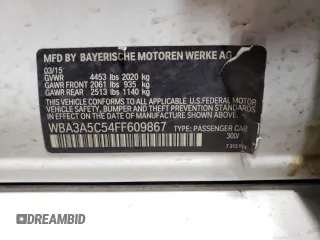 MFD BY BAYERISCHE MOTOREN WERKE AG
03/15
GVWR 4453 lbs 2020 kg
GAWR FRONT 2061 lbs 935 kg
GAWR REAR 2513 lbs 1140 kg
THIS VEHICLE CONFORMS TO ALL APPLICABLE U.S. FEDERAL MOTOR
VEHICLE SAFETY, BUMPER, AND THEFT PREVENTION STANDARDS
IN EFFECT ON THE DATE OF MANUFACTURE SHOWN ABOVE.
WBA3A5C54FF609867 TYPE: PASSENGER CAR
300/
DREAMBID